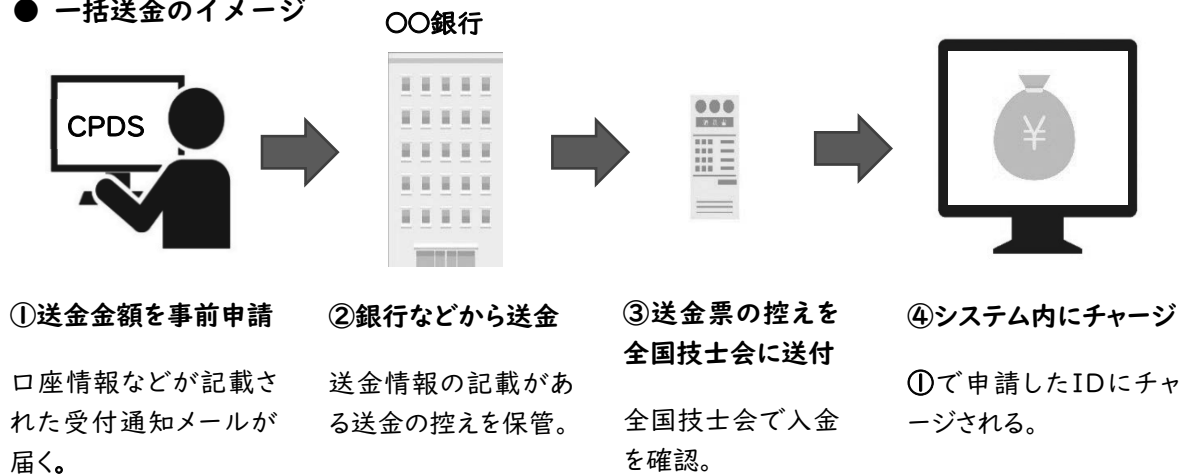 ● 一括送金のイメージ
〇〇銀行
CPDS
¥
①送金金額を事前申請
口座情報などが記載さ
れた受付通知メールが
届く。
②銀行などから送金
送金情報の記載があ
る送金の控えを保管。
③送金票の控えを
全国技士会に送付
全国技士会で入金
を確認。
④システム内にチャージ
①で申請したIDにチャ
ージされる。